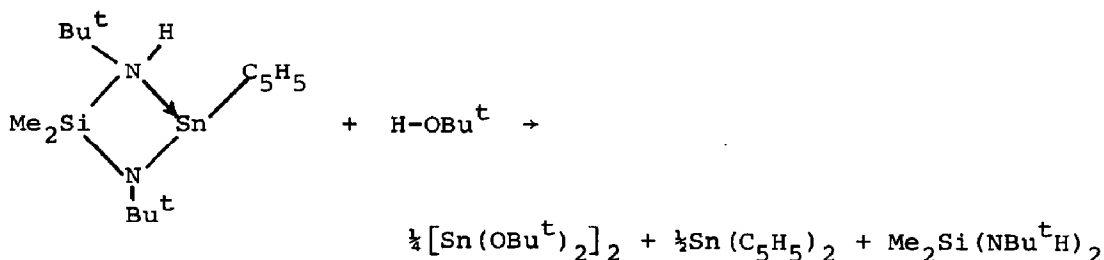 Bu^t H
N C₅H₅
Me₂Si Sn + H-OBu^t →
N
Bu^t
¼[Sn(OBu^t)₂]₂ + ½Sn(C₅H₅)₂ + Me₂Si(NBu^tH)₂